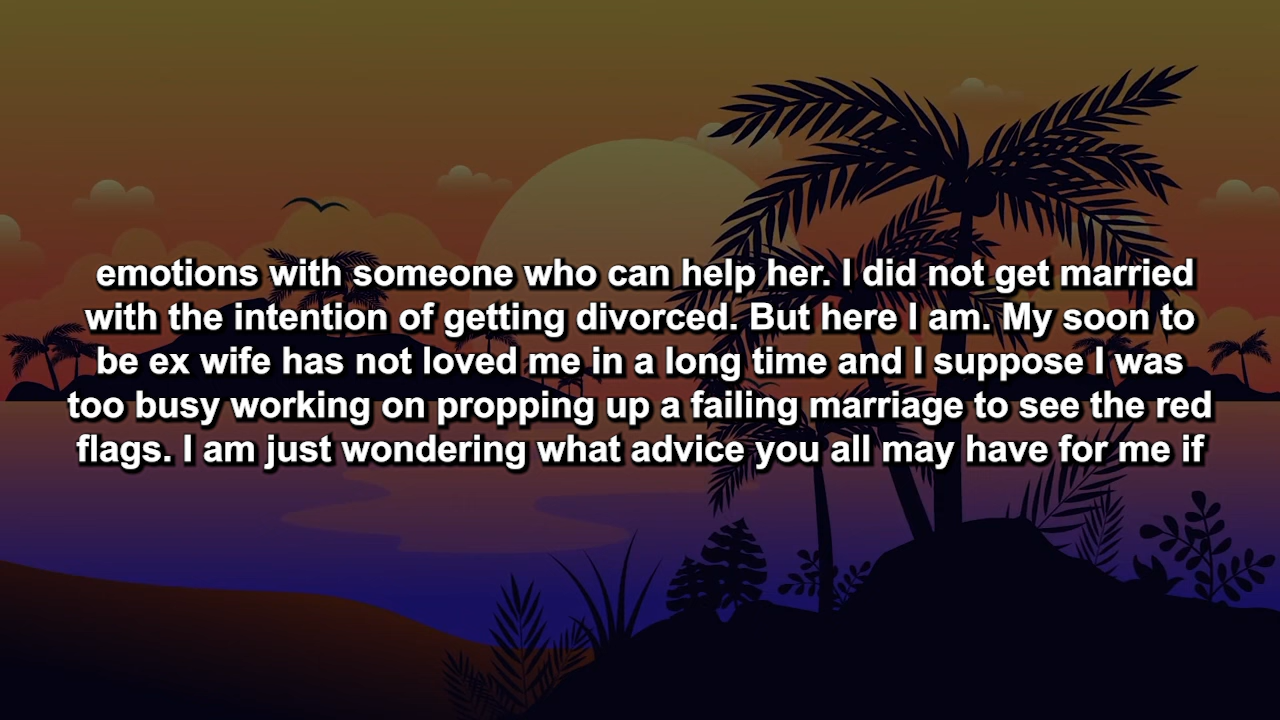 emotions with someone who can help her. I did not get married
with the intention of getting divorced. But here I am. My soon to
be ex wife has not loved me in a long time and I suppose I was
too busy working on propping up a failing marriage to see the red
flags. I am just wondering what advice you all may have for me if